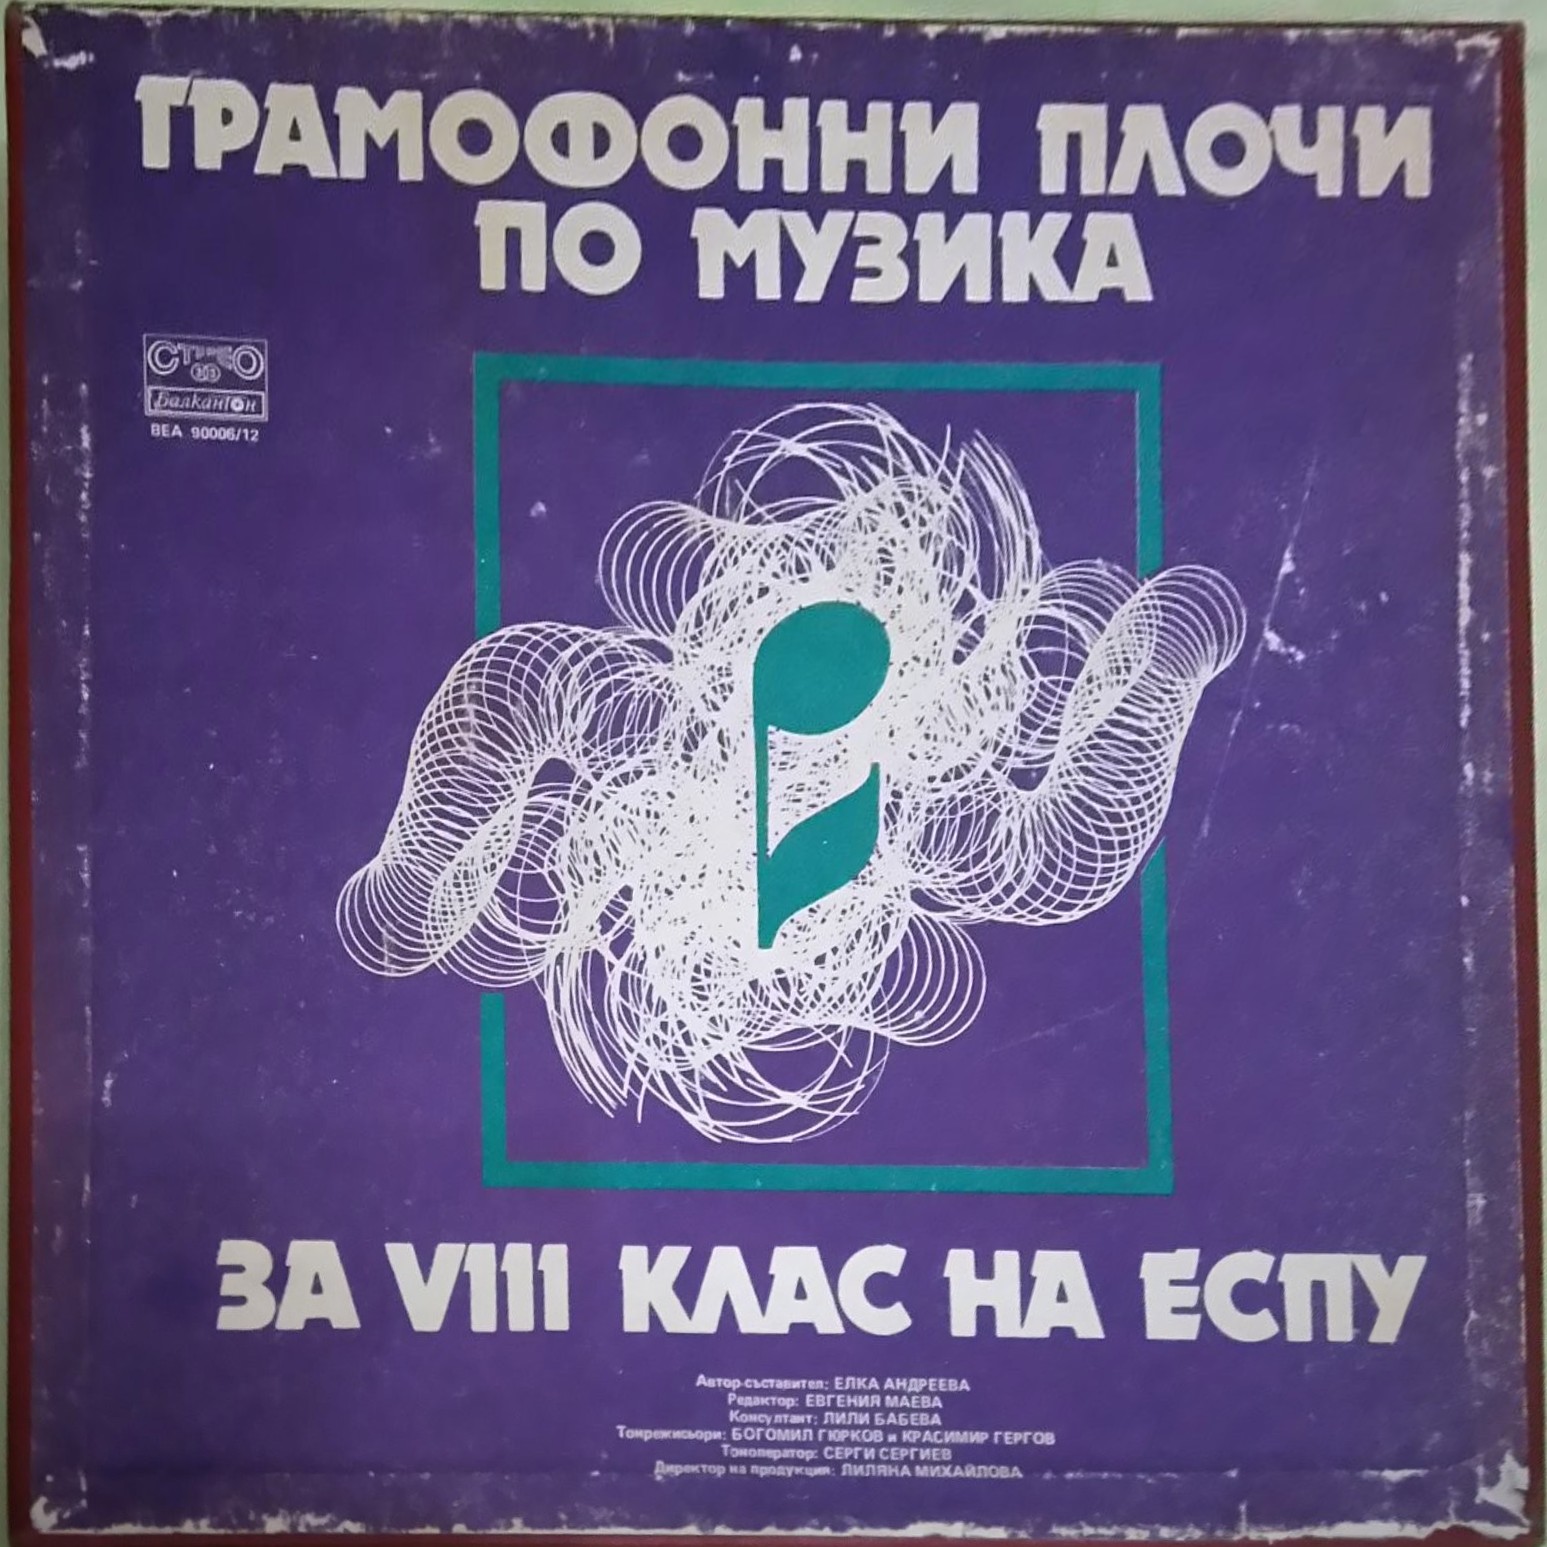 ГРАМОФОННИ ПЛОЧИ
ПО МУЗИКА
СТЕРЕО
33
Балкантон
ВЕА 90006/12
ЗА VIII КЛАС НА ЕСПУ
Автор-съставител: ЕЛКА АНДРЕЕВА
Редактор: ЕВГЕНИЯ МАЕВА
Консултант: ЛИЛИ БАБЕВА
Тонрежисьори: БОГОМИЛ ГЮРКОВ и КРАСИМИР ГЕРГОВ
Тоноператор: СЕРГИ СЕРГИЕВ
Директор на продукция: ЛИЛЯНА МИХАЙЛОВА